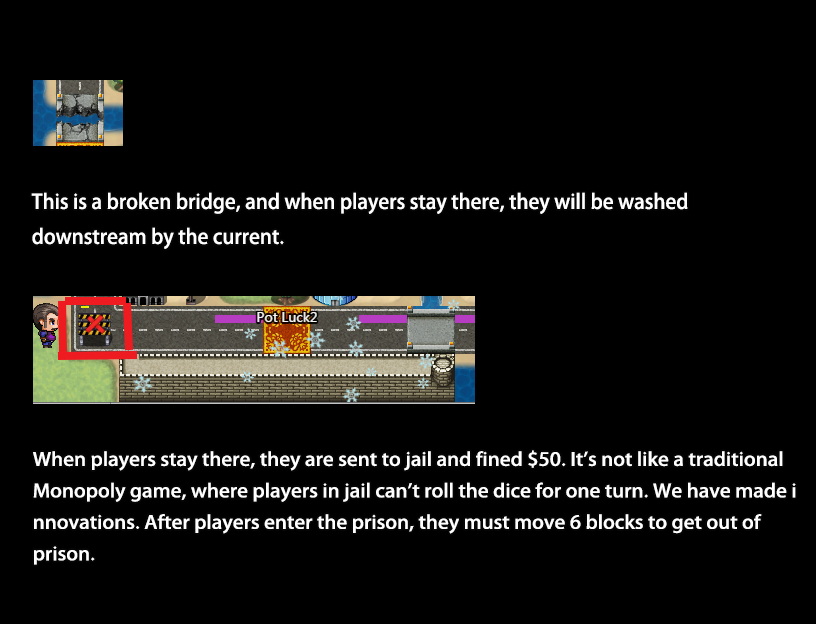 This is a broken bridge, and when players stay there, they will be washed
downstream by the current.
Pot Luck2
When players stay there, they are sent to jail and fined $50. It's not like a traditional
Monopoly game, where players in jail can't roll the dice for one turn. We have made i
nnovations. After players enter the prison, they must move 6 blocks to get out of
prison.